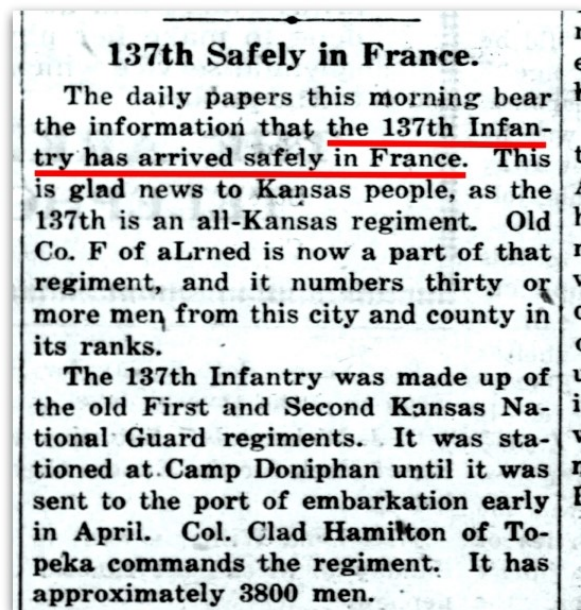 137th Safely in France.
The daily papers this morning bear
the information that the 137th Infan-
try has arrived safely in France. This
is glad news to Kansas people, as the
137th is an all-Kansas regiment. Old
Co. F of aLrned is now a part of that
regiment, and it numbers thirty or
more men from this city and county in
its ranks.
The 137th Infantry was made up of
the old First and Second Kansas Na-
tional Guard regiments. It was sta-
tioned at Camp Doniphan until it was
sent to the port of embarkation early
in April. Col. Clad Hamilton of To-
peka commands the regiment. It has
approximately 3800 men.